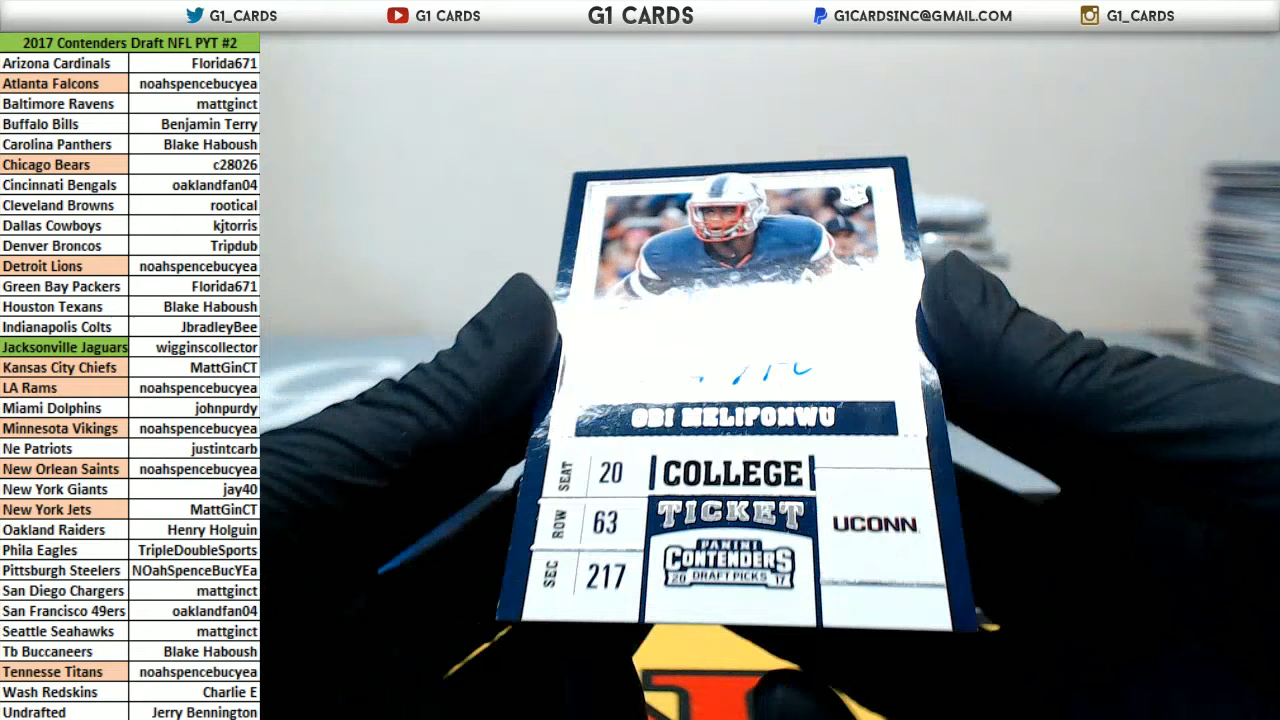 G1_CARDS
G1 CARDS
G1 CARDS
G1CARDSINC@GMAIL.COM
G1_CARDS
2017 Contenders Draft NFL PYT #2
Arizona Cardinals Florida671
Atlanta Falcons noahspencebucyea
Baltimore Ravens mattginct
Buffalo Bills Benjamin Terry
Carolina Panthers Blake Haboush
Chicago Bears c28026
Cincinnati Bengals oaklandfan04
Cleveland Browns rootical
Dallas Cowboys kjtorris
Denver Broncos Tripdub
Detroit Lions noahspencebucyea
Green Bay Packers Florida671
Houston Texans Blake Haboush
Indianapolis Colts JbradleyBee
Jacksonville Jaguars wigginscollector
Kansas City Chiefs MattGinCT
LA Rams noahspencebucyea
Miami Dolphins johnpurdy
Minnesota Vikings noahspencebucyea
Ne Patriots justintcarb
New Orlean Saints noahspencebucyea
New York Giants jay40
New York Jets MattGinCT
Oakland Raiders Henry Holguin
Phila Eagles TripleDoubleSports
Pittsburgh Steelers NOahSpenceBucYEa
San Diego Chargers mattginct
San Francisco 49ers oaklandfan04
Seattle Seahawks mattginct
Tb Buccaneers Blake Haboush
Tennesse Titans noahspencebucyea
Wash Redskins Charlie E
Undrafted Jerry Bennington
OBI MELIFONWU
SEAT 20
ROW 63
SEC 217
COLLEGE
TICKET
PANINI
CONTENDERS
20 DRAFT PICKS 17
UCONN